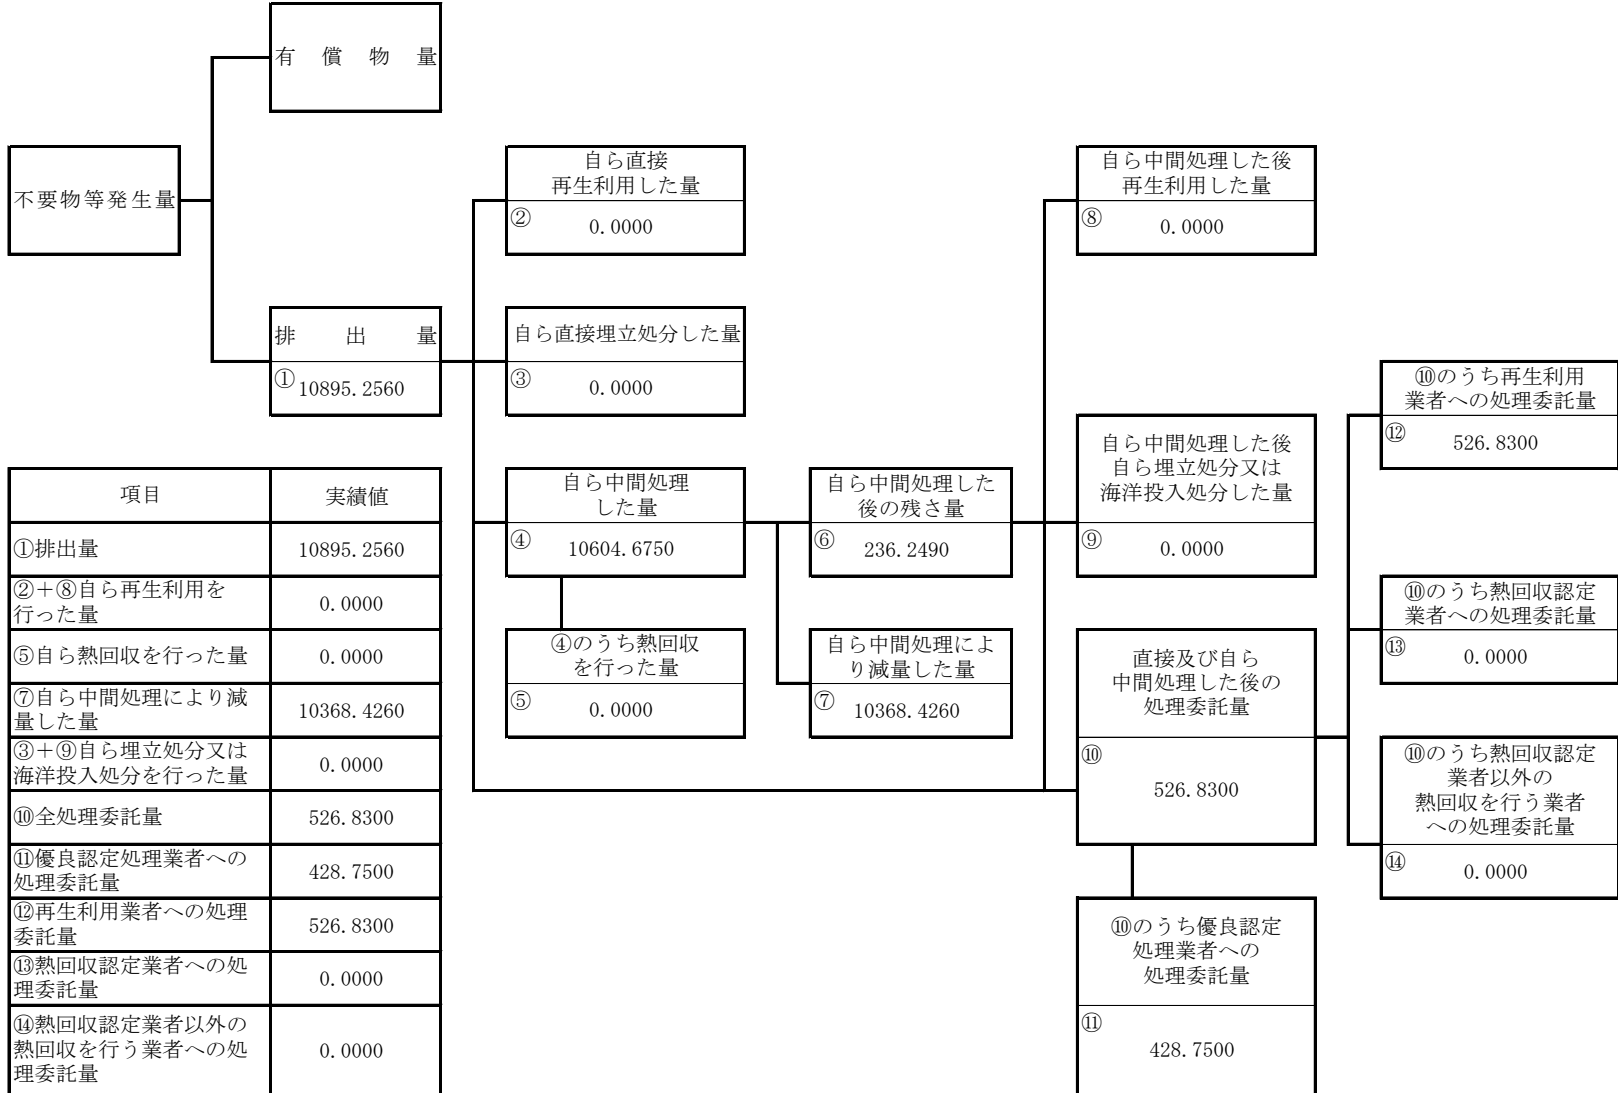 有償物量
不要物等発生量
自ら直接
再生利用した量
② 0.0000
自ら中間処理した後
再生利用した量
⑧ 0.0000
排出量
① 10895.2560
自ら直接埋立処分した量
③ 0.0000
⑩のうち再生利用
業者への処理委託量
⑫ 526.8300
自ら中間処理
した量
④ 10604.6750
自ら中間処理した
後の残さ量
⑥ 236.2490
自ら中間処理した後
自ら埋立処分又は
海洋投入処分した量
⑨ 0.0000
⑩のうち熱回収認定
業者への処理委託量
⑬ 0.0000
④のうち熱回収
を行った量
⑤ 0.0000
自ら中間処理によ
り減量した量
⑦ 10368.4260
直接及び自ら
中間処理した後の
処理委託量
⑩ 526.8300
⑩のうち熱回収認定
業者以外の
熱回収を行う業者
への処理委託量
⑭ 0.0000
⑩のうち優良認定
処理業者への
処理委託量
⑪ 428.7500
項目 実績値
①排出量 10895.2560
②+⑧自ら再生利用を
行った量 0.0000
⑤自ら熱回収を行った量 0.0000
⑦自ら中間処理により減
量した量 10368.4260
③+⑨自ら埋立処分又は
海洋投入処分を行った量 0.0000
⑩全処理委託量 526.8300
⑪優良認定処理業者への
処理委託量 428.7500
⑫再生利用業者への処理
委託量 526.8300
⑬熱回収認定業者への処
理委託量 0.0000
⑭熱回収認定業者以外の
熱回収を行う業者への処
理委託量 0.0000